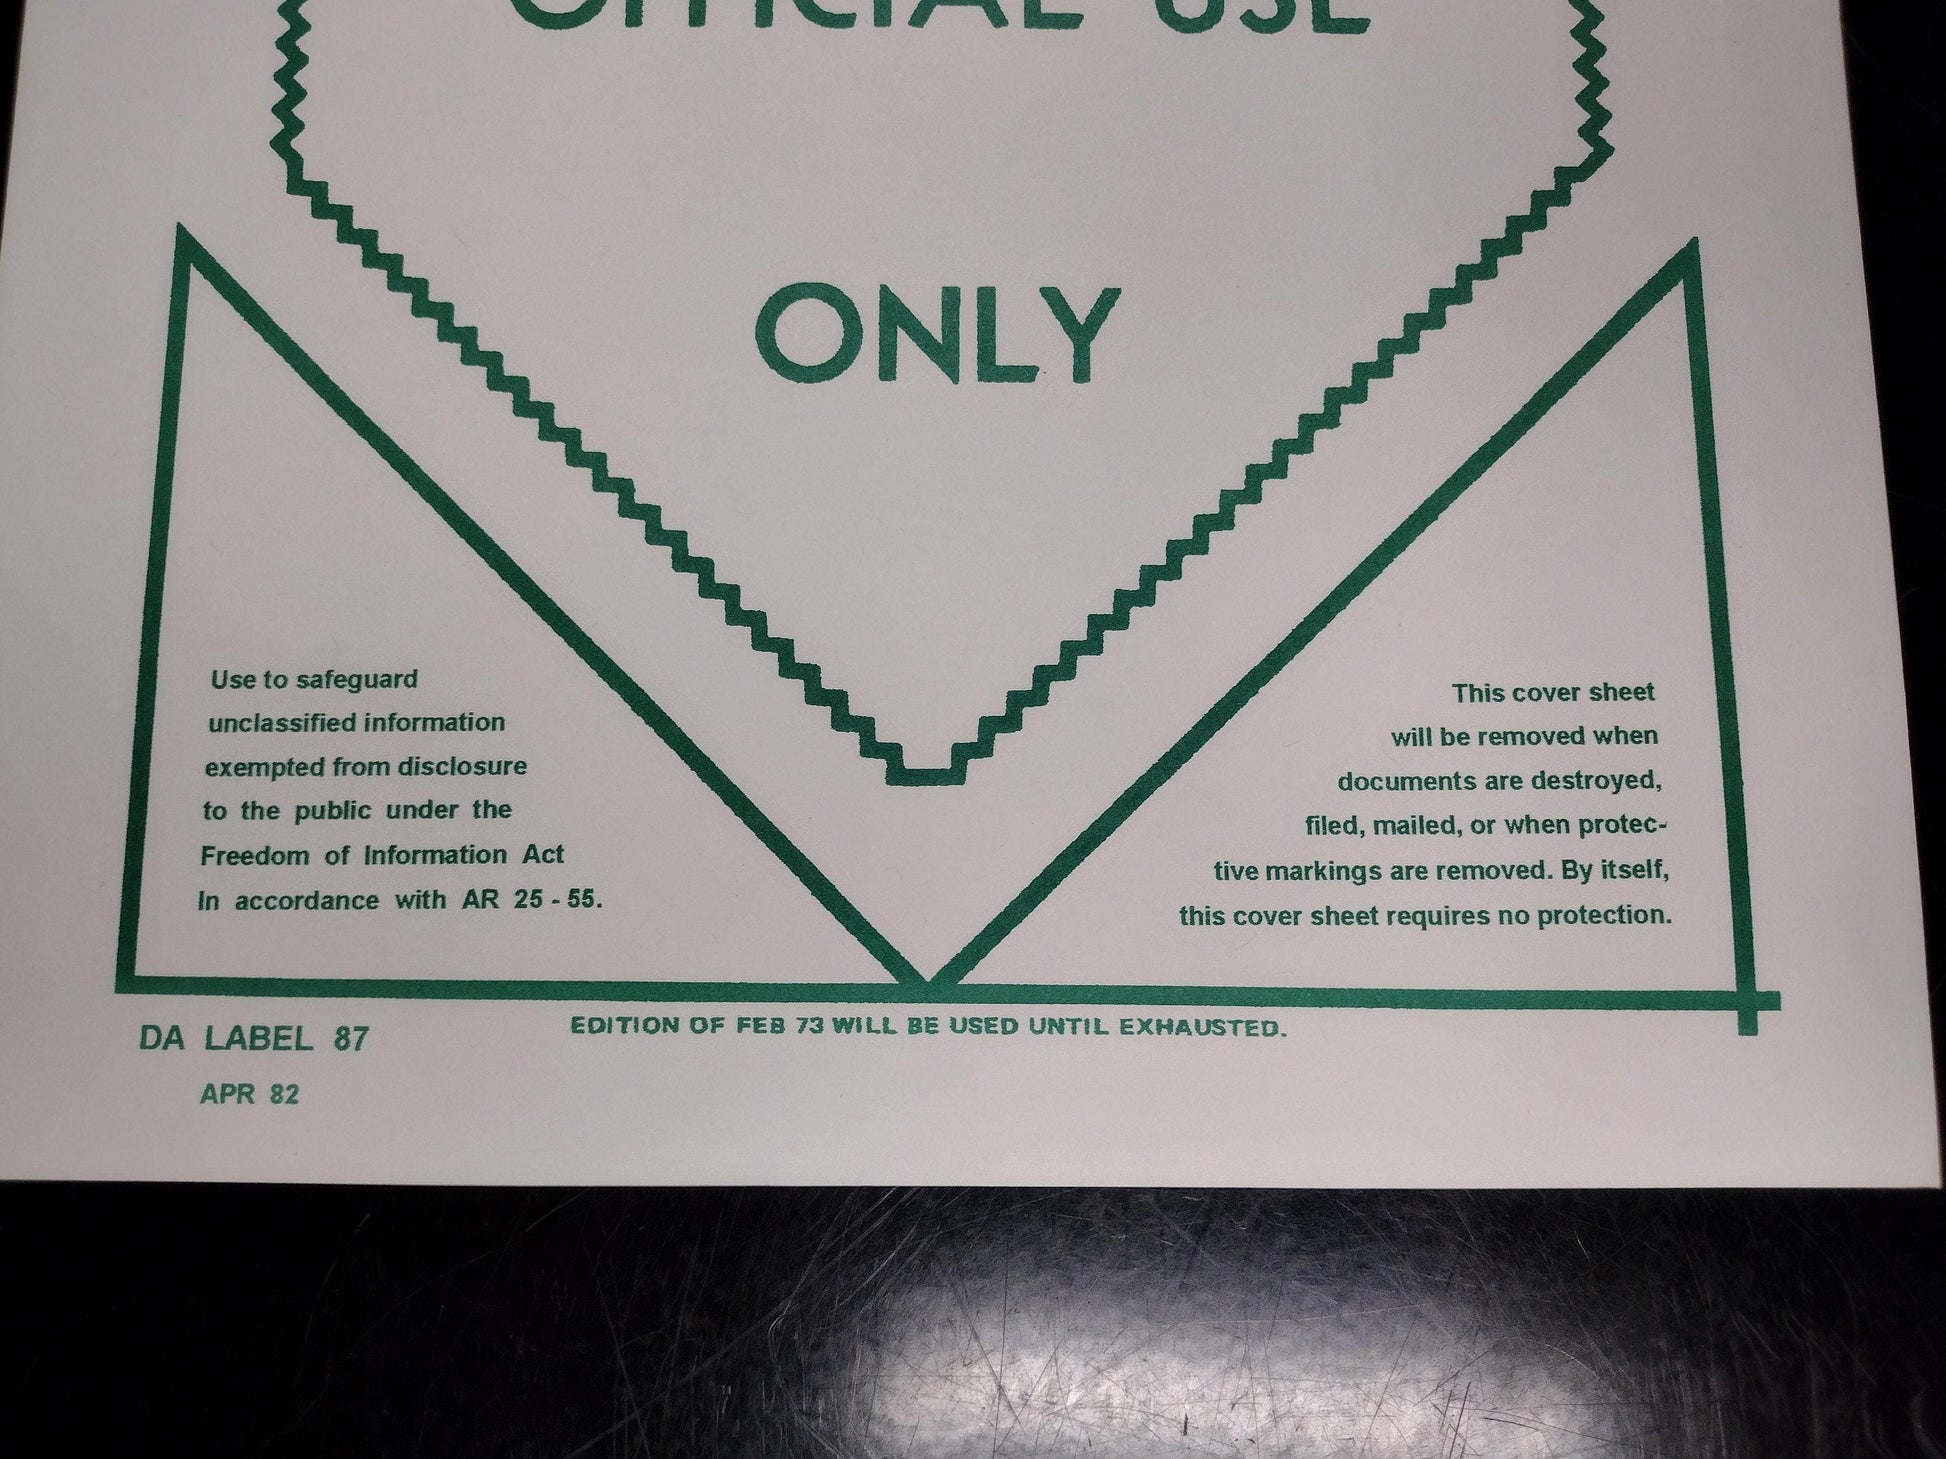 OFFICIAL USE
ONLY
Use to safeguard
unclassified information
exempted from disclosure
to the public under the
Freedom of Information Act
In accordance with AR 25-55.
This cover sheet
will be removed when
documents are destroyed,
filed, mailed, or when protec-
tive markings are removed. By itself,
this cover sheet requires no protection.
DA LABEL 87
APR 82
EDITION OF FEB 73 WILL BE USED UNTIL EXHAUSTED.